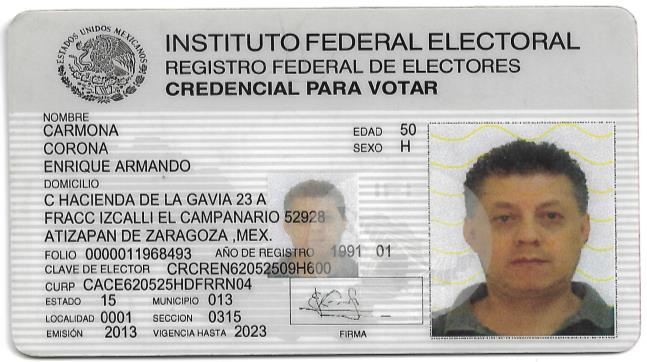 ESTADOS UNIDOS MEXICANOS
INSTITUTO FEDERAL ELECTORAL
REGISTRO FEDERAL DE ELECTORES
CREDENCIAL PARA VOTAR
NOMBRE
CARMONA
CORONA
ENRIQUE ARMANDO
EDAD 50
SEXO H
DOMICILIO
C HACIENDA DE LA GAVIA 23 A
FRACC IZCALLI EL CAMPANARIO 52928
ATIZAPAN DE ZARAGOZA ,MEX.
FOLIO 0000011968493 AÑO DE REGISTRO 1991 01
CLAVE DE ELECTOR CRCREN62052509H600
CURP CACE620525HDFRRN04
ESTADO 15 MUNICIPIO 013
LOCALIDAD 0001 SECCION 0315
EMISIÓN 2013 VIGENCIA HASTA 2023
FIRMA